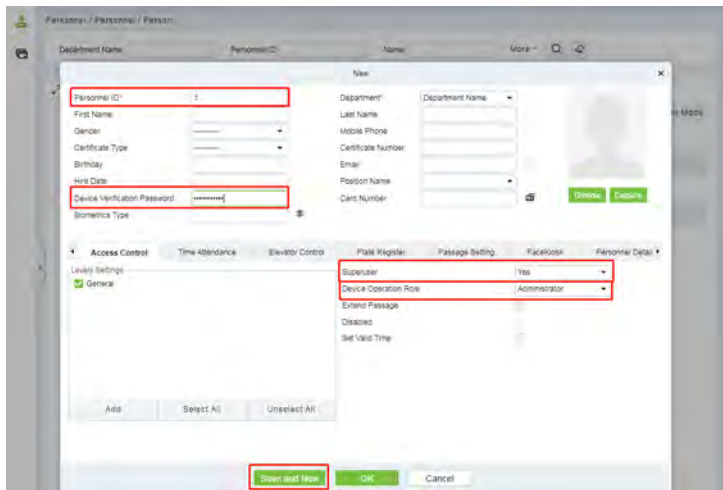 Personnel / Personnel / Person
Department Name Personnel ID Name More
New
Personnel ID* 1 Department* Department Name
First Name Last Name
Gender --------- Mobile Phone
Certificate Type --------- Certificate Number
Birthday Email
Hire Date Position Name
Device Verification Password Card Number
Biometrics Type
Browse Capture
Access Control Time Attendance Elevator Control Plate Register Passage Setting FaceKiosk Personnel Detail
Levels Settings
General
Superuser Yes
Device Operation Role Administrator
Extend Passage
Disabled
Set Valid Time
Add Select All Unselect All
Save and New OK Cancel